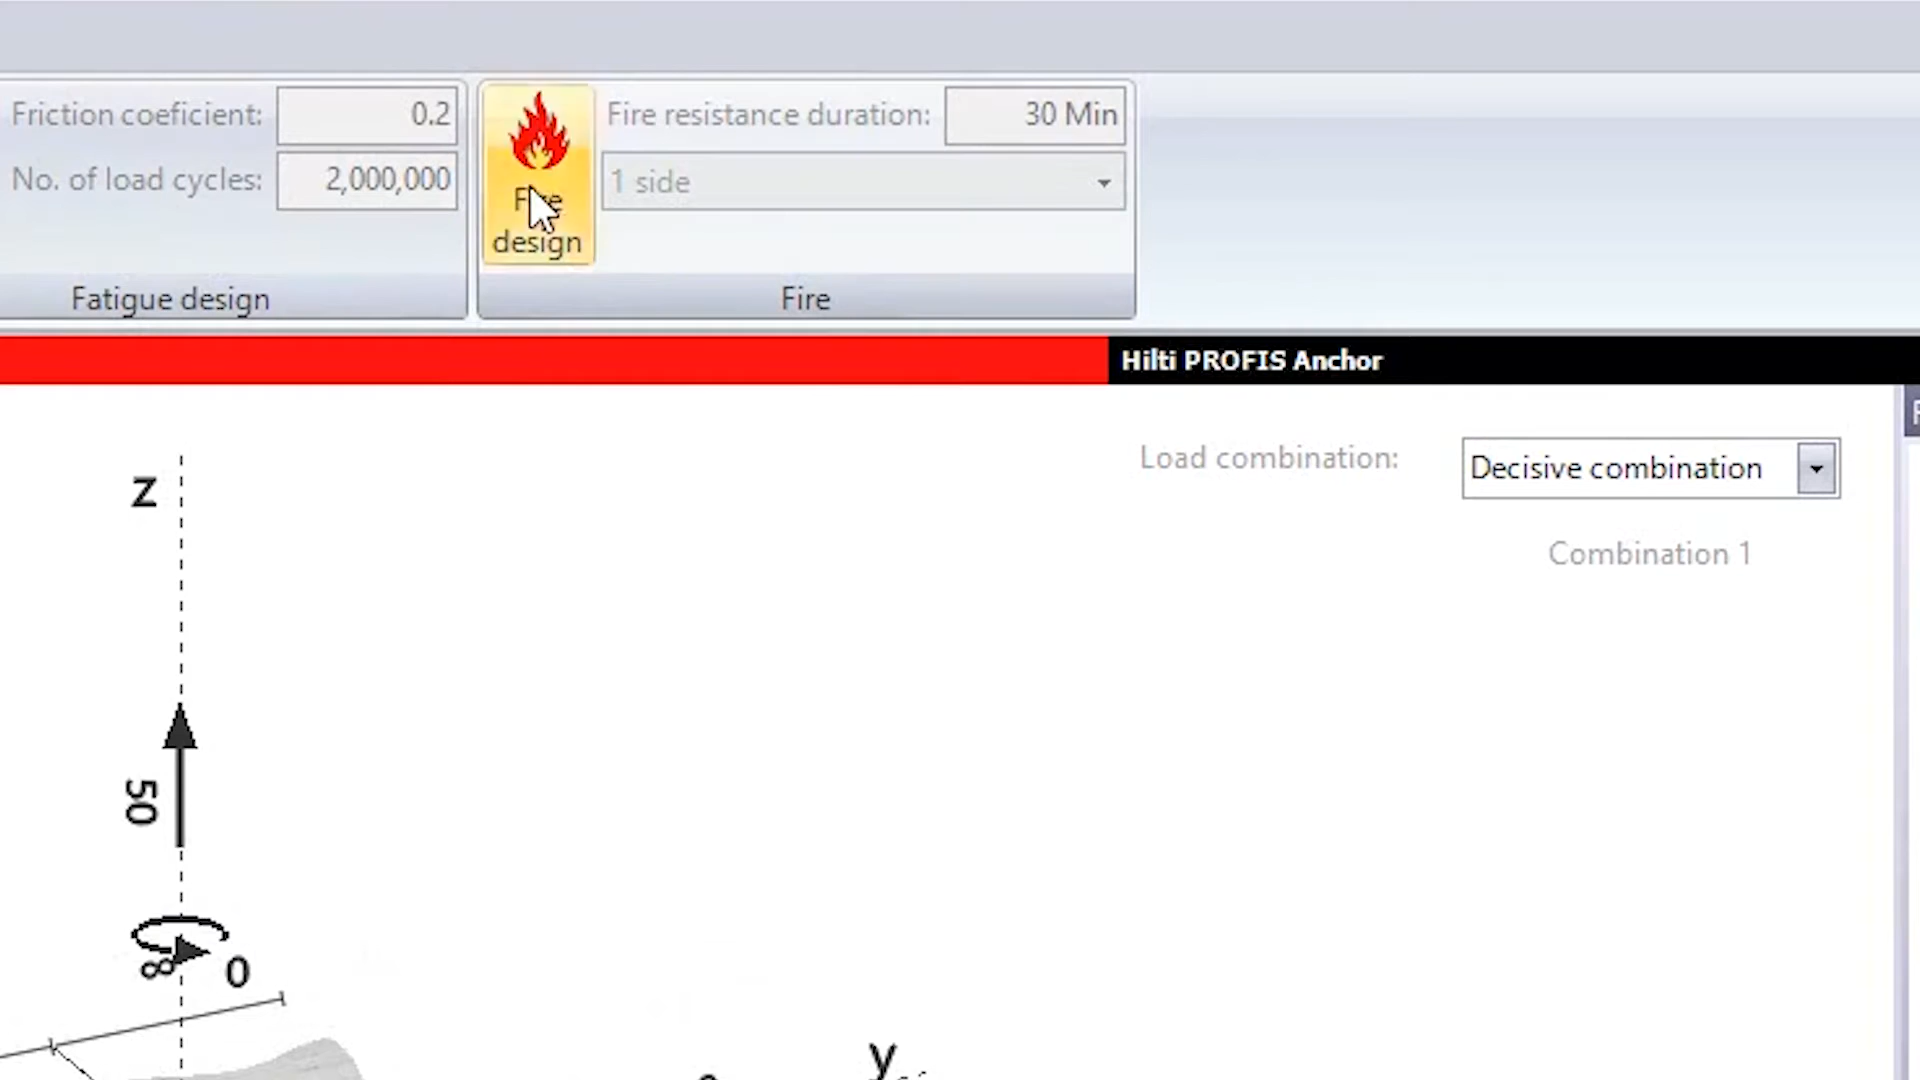 Friction coeficient: 0.2
No. of load cycles: 2,000,000
Fatigue design
Fire design
Fire resistance duration: 30 Min
1 side
Fire
Hilti PROFIS Anchor
Load combination: Decisive combination
Combination 1
z
50
0
y